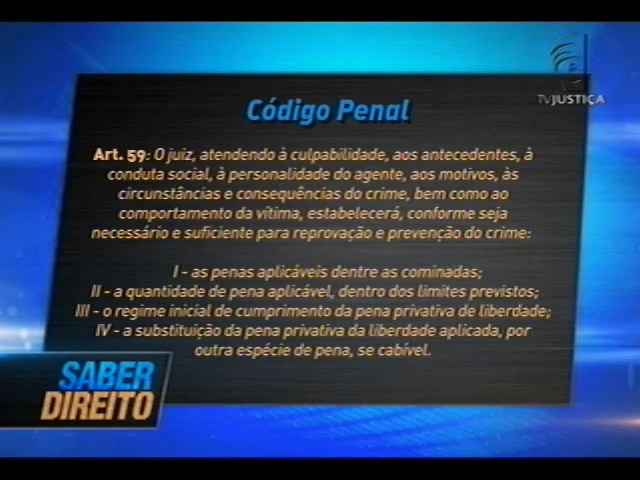 TVJUSTIÇA
Código Penal
Art. 59: O juiz, atendendo à culpabilidade, aos antecedentes, à
conduta social, à personalidade do agente, aos motivos, às
circunstâncias e consequências do crime, bem como ao
comportamento da vítima, estabelecerá, conforme seja
necessário e suficiente para reprovação e prevenção do crime:
I - as penas aplicáveis dentre as cominadas;
II - a quantidade de pena aplicável, dentro dos limites previstos;
III - o regime inicial de cumprimento da pena privativa de liberdade;
IV - a substituição da pena privativa da liberdade aplicada, por
outra espécie de pena, se cabível.
SABER
DIREITO